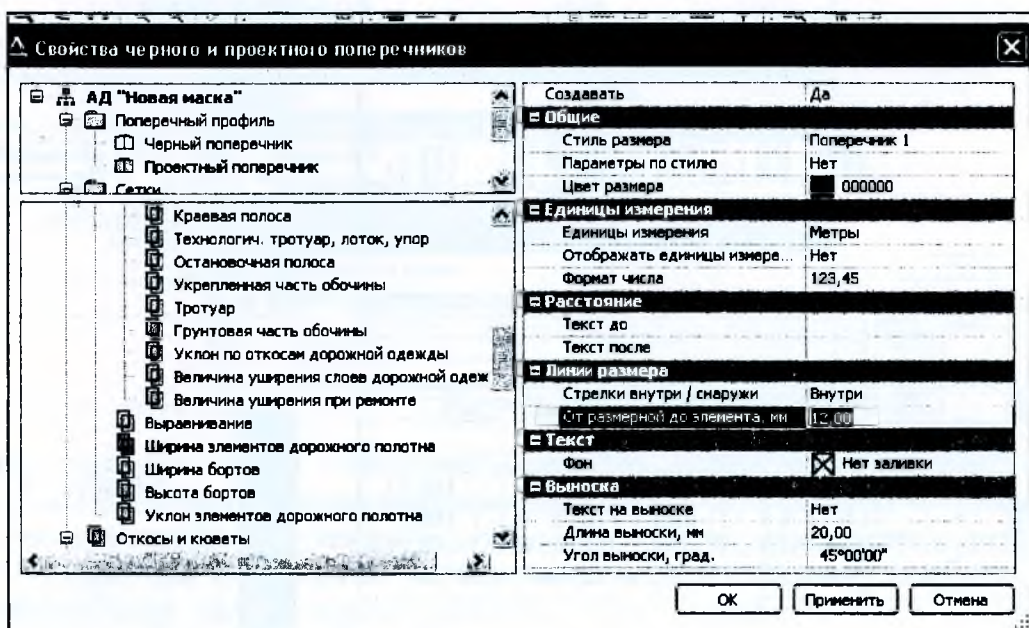 Свойства черного и проектного поперечников
АД "Новая маска"
Поперечный профиль
Черный поперечник
Проектный поперечник
Сетки
Краевая полоса
Технологич. тротуар, лоток, упор
Остановочная полоса
Укрепленная часть обочины
Тротуар
Грунтовая часть обочины
Уклон по откосам дорожной одежды
Величина уширения слоев дорожной одеж
Величина уширения при ремонте
Выравнивание
Ширина элементов дорожного полотна
Ширина бортов
Высота бортов
Уклон элементов дорожного полотна
Откосы и кюветы
Создавать Да
Общие
Стиль размера Поперечник 1
Параметры по стилю Нет
Цвет размера 000000
Единицы измерения
Единицы измерения Метры
Отображать единицы измере... Нет
Формат числа 123,45
Расстояние
Текст до
Текст после
Линии размера
Стрелки внутри / снаружи Внутри
От размерной до элемента, мм 12,00
Текст
Фон Нет заливки
Выноска
Текст на выноске Нет
Длина выноски, мм 20,00
Угол выноски, град. 45°00'00"
ОК Применить Отмена